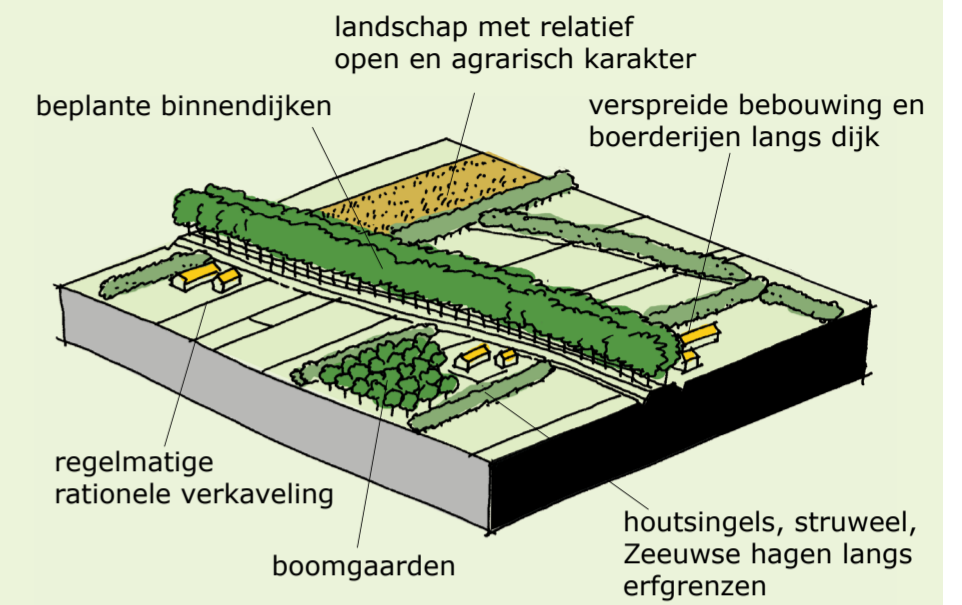 landschap met relatief
open en agrarisch karakter
beplante binnendijken
verspreide bebouwing en
boerderijen langs dijk
regelmatige
rationele verkaveling
boomgaarden
houtsingels, struweel,
Zeeuwse hagen langs
erfgrenzen